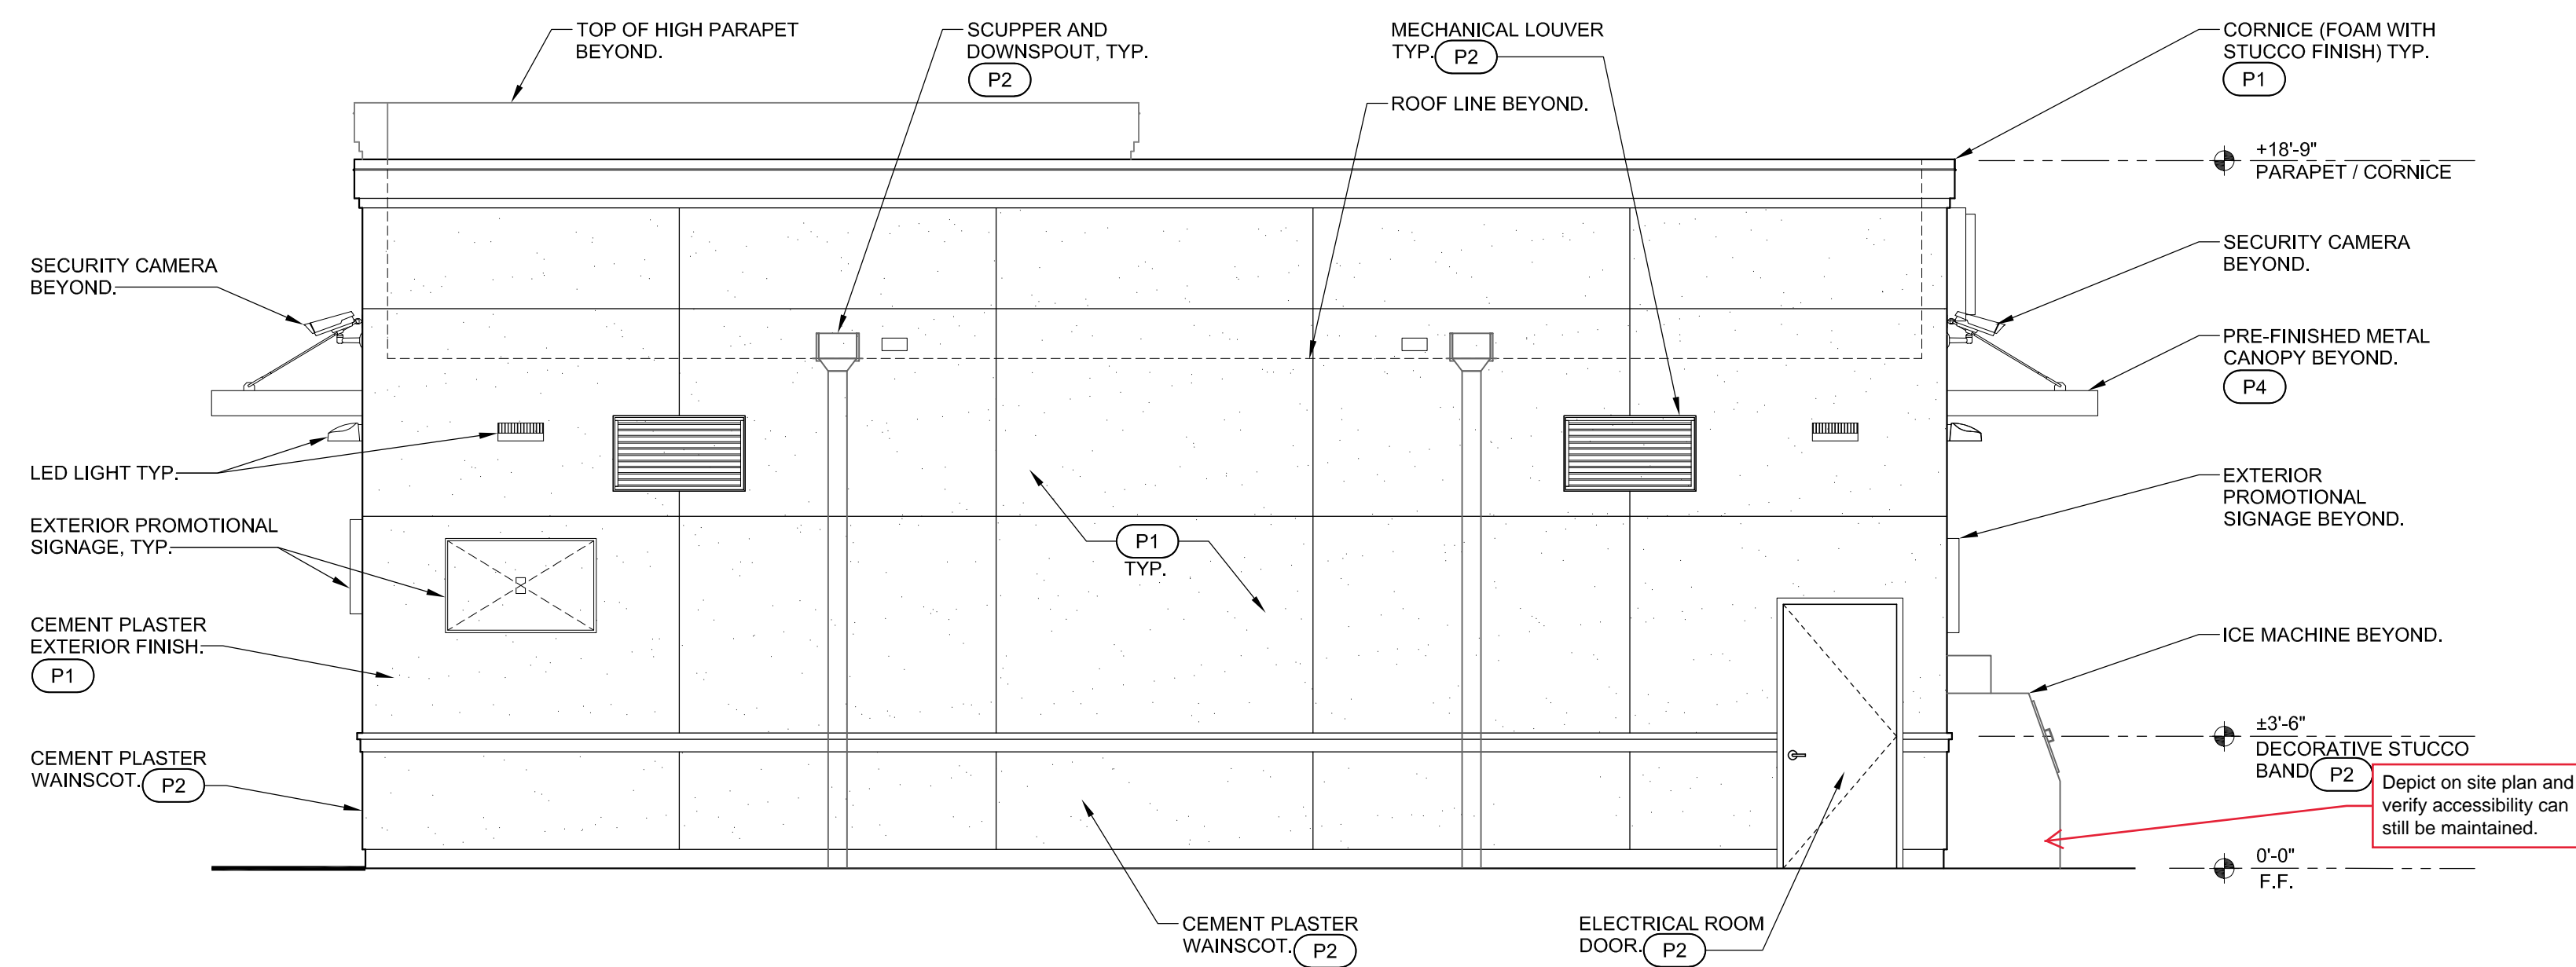 TOP OF HIGH PARAPET
BEYOND.
SCUPPER AND
DOWNSPOUT, TYP.
P2
MECHANICAL LOUVER
TYP. P2
ROOF LINE BEYOND.
CORNICE (FOAM WITH
STUCCO FINISH) TYP.
P1
+18'-9"
PARAPET / CORNICE
SECURITY CAMERA
BEYOND.
SECURITY CAMERA
BEYOND.
PRE-FINISHED METAL
CANOPY BEYOND.
P4
LED LIGHT TYP.
EXTERIOR
PROMOTIONAL
SIGNAGE BEYOND.
EXTERIOR PROMOTIONAL
SIGNAGE, TYP.
P1
TYP.
CEMENT PLASTER
EXTERIOR FINISH.
P1
ICE MACHINE BEYOND.
±3'-6"
DECORATIVE STUCCO
BAND P2
CEMENT PLASTER
WAINSCOT. P2
Depict on site plan and
verify accessibility can
still be maintained.
0'-0"
F.F.
CEMENT PLASTER
WAINSCOT. P2
ELECTRICAL ROOM
DOOR. P2